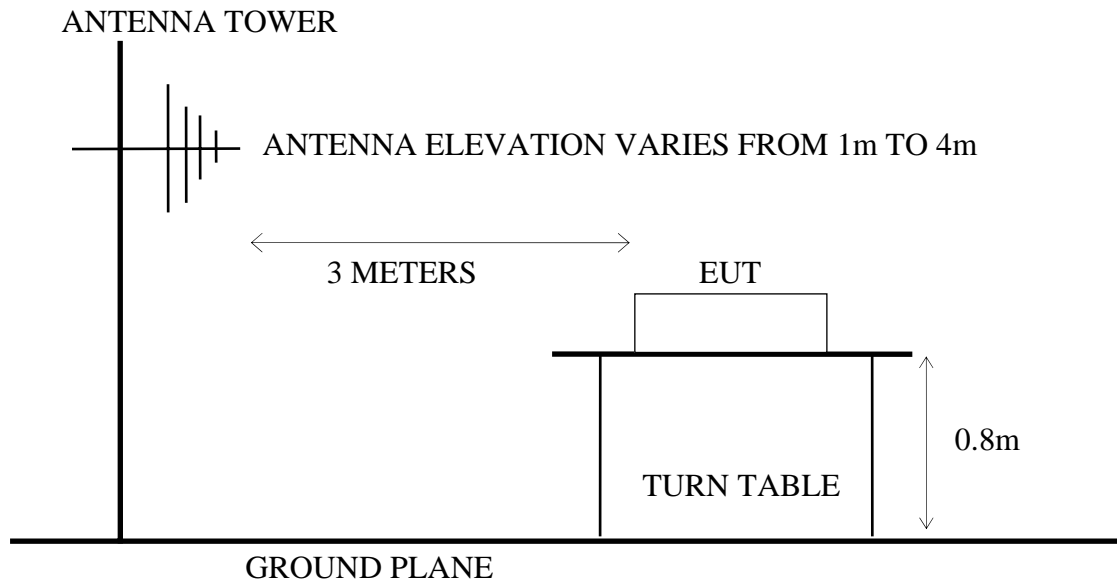 ANTENNA TOWER
ANTENNA ELEVATION VARIES FROM 1m TO 4m
3 METERS
EUT
0.8m
TURN TABLE
GROUND PLANE